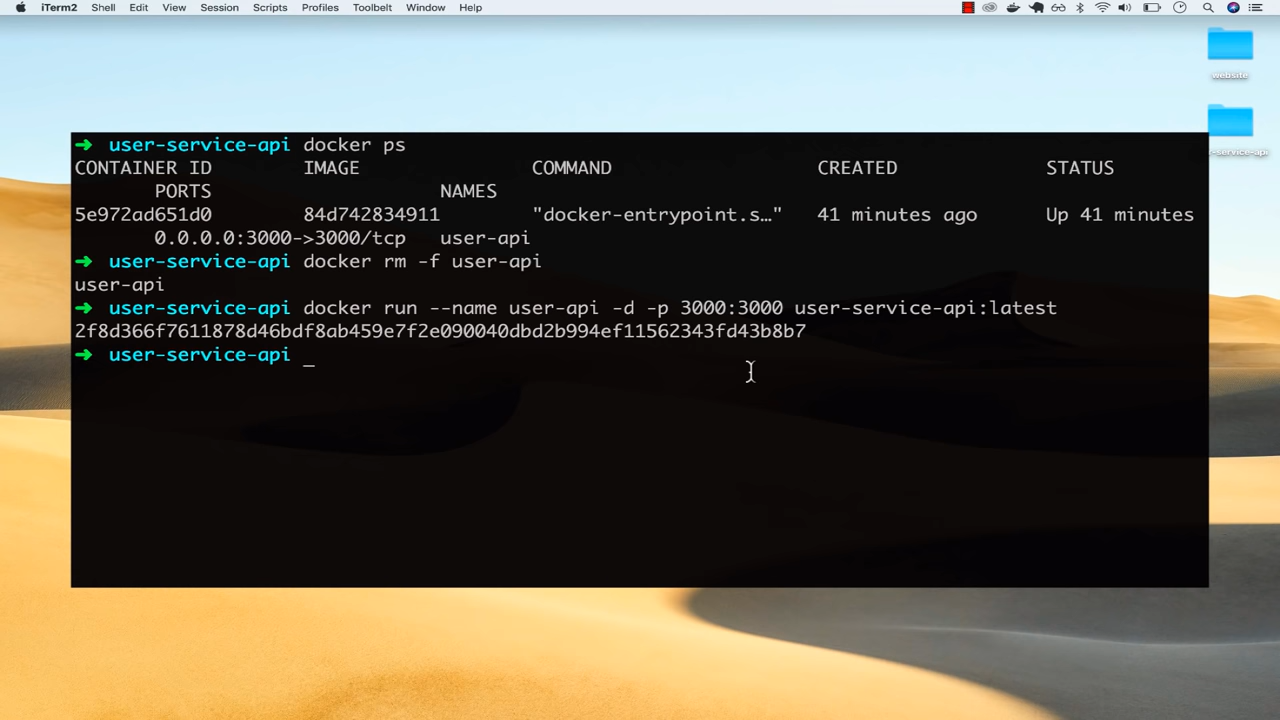 iTerm2 Shell Edit View Session Scripts Profiles Toolbelt Window Help
website
➜ user-service-api docker ps
CONTAINER ID IMAGE COMMAND CREATED STATUS
PORTS NAMES
5e972ad651d0 84d742834911 "docker-entrypoint.s…" 41 minutes ago Up 41 minutes
0.0.0.0:3000->3000/tcp user-api
➜ user-service-api docker rm -f user-api
user-api
➜ user-service-api docker run --name user-api -d -p 3000:3000 user-service-api:latest
2f8d366f7611878d46bdf8ab459e7f2e090040dbd2b994ef11562343fd43b8b7
➜ user-service-api _
r-service-api